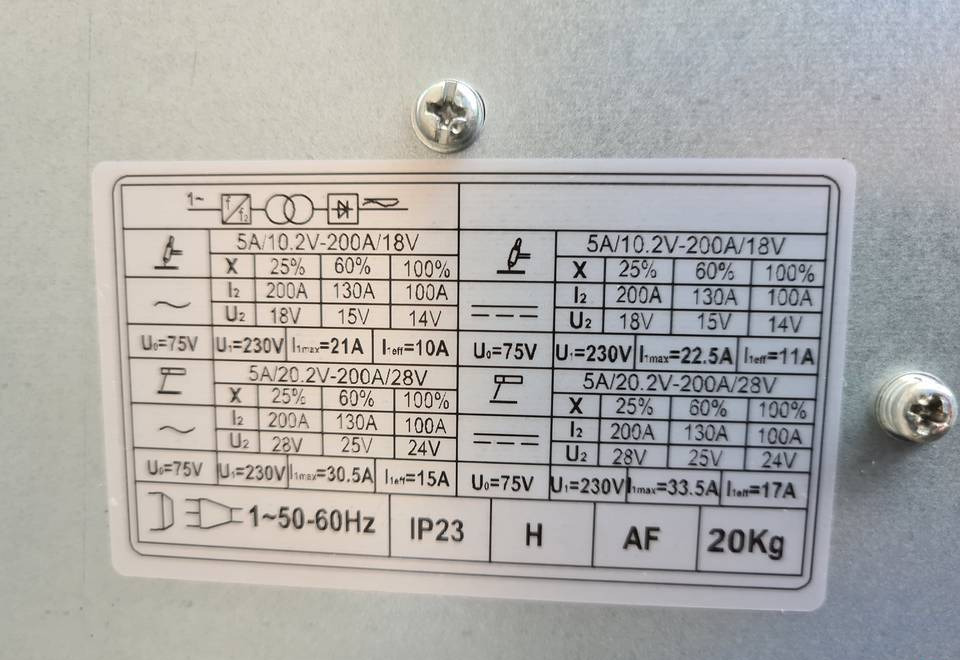 1~ f₁ f₂
5A/10.2V-200A/18V
X 25% 60% 100%
I₂ 200A 130A 100A
U₂ 18V 15V 14V
U₀=75V U₁=230V I₁max=21A I₁eff=10A
5A/10.2V-200A/18V
X 25% 60% 100%
I₂ 200A 130A 100A
U₂ 18V 15V 14V
U₀=75V U₁=230V I₁max=22.5A I₁eff=11A
5A/20.2V-200A/28V
X 25% 60% 100%
I₂ 200A 130A 100A
U₂ 28V 25V 24V
U₀=75V U₁=230V I₁max=30.5A I₁eff=15A
5A/20.2V-200A/28V
X 25% 60% 100%
I₂ 200A 130A 100A
U₂ 28V 25V 24V
U₀=75V U₁=230V I₁max=33.5A I₁eff=17A
1~50-60Hz IP23 H AF 20Kg